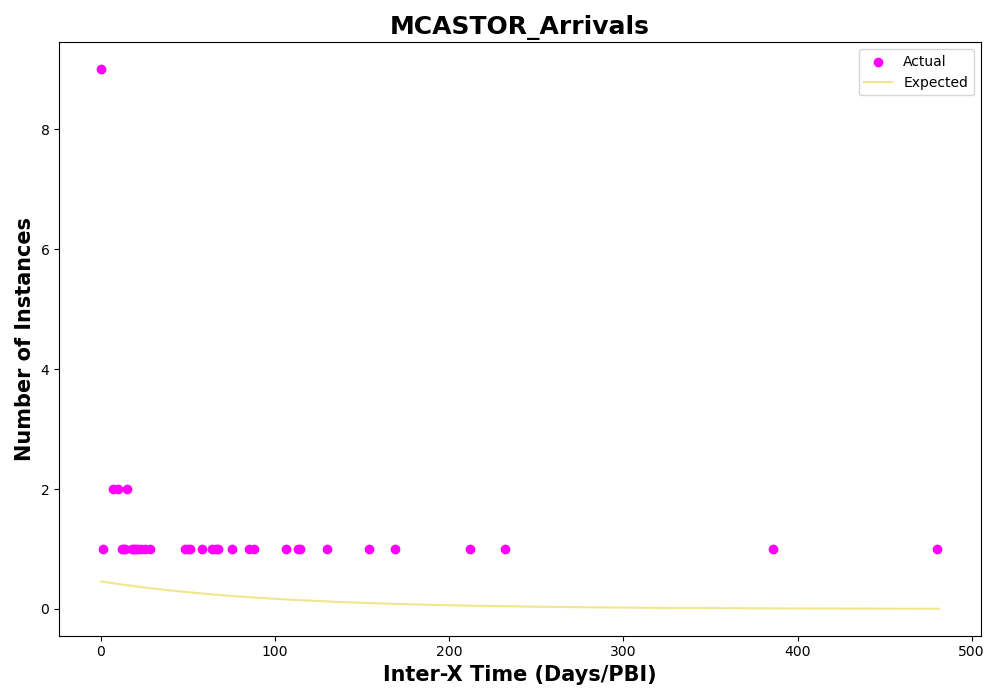 MCASTOR_Arrivals
Actual
Expected
Number of Instances
8
6
4
2
0
0 100 200 300 400 500
Inter-X Time (Days/PBI)